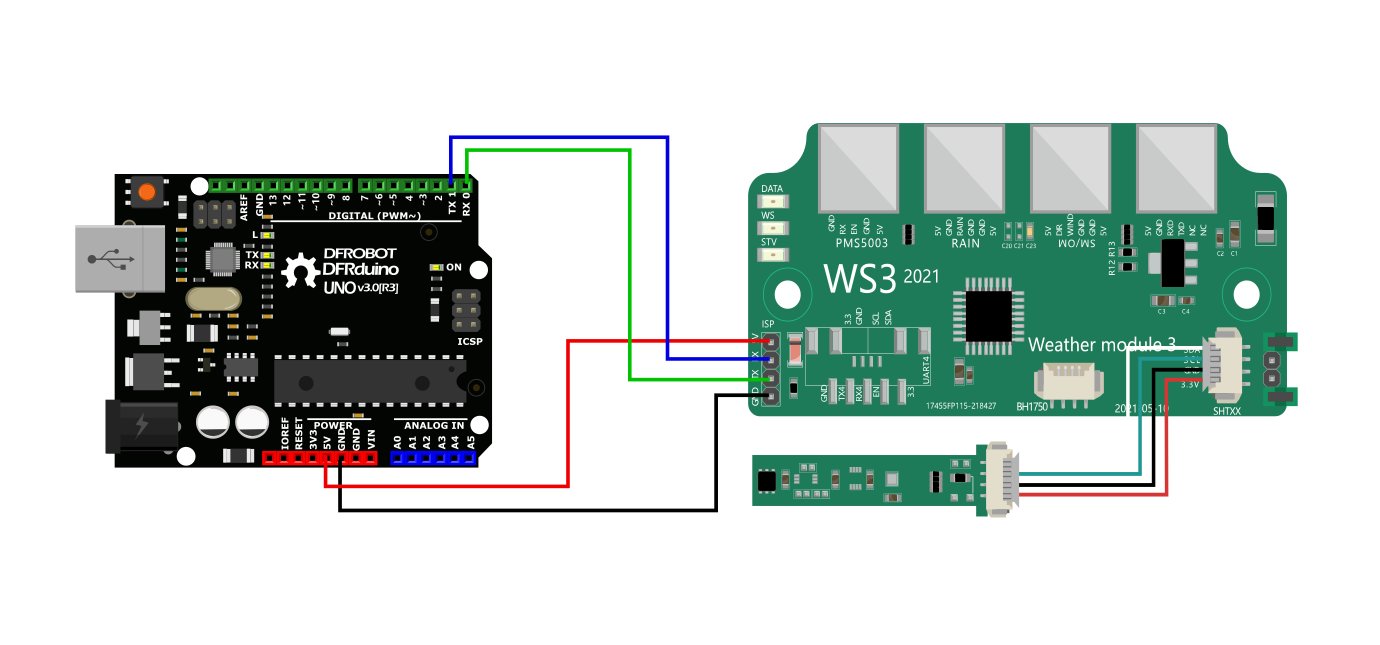 AREF
GND
13
12
~11
~10
~9
8
7
~6
~5
4
~3
2
TX 1
RX 0
DIGITAL (PWM~)
L
TX
RX
ON
DFROBOT
DFRduino
UNO v3.0[R3]
ICSP
POWER
ANALOG IN
IOREF
RESET
3V3
5V
GND
GND
VIN
A0
A1
A2
A3
A4
A5
DATA
WS
STV
GND
RX
EN
GND
5V
PMS5003
5V
GND
RAIN
GND
GND
5V
RAIN
C20 C21 C23
5V
DIR
WIND
GND
GND
5V
5V
GND
RXD
TXD
NC
NC
R12 R13
C2
C1
C3
C4
WS3 2021
ISP
3.3
GND
SCL
SDA
UART4
GND
TX4
RX4
EN
3.3
GND
Weather module 3
17455FP115-218427
BH1750
2021-05-10
SDA
3.3V
SHTXX